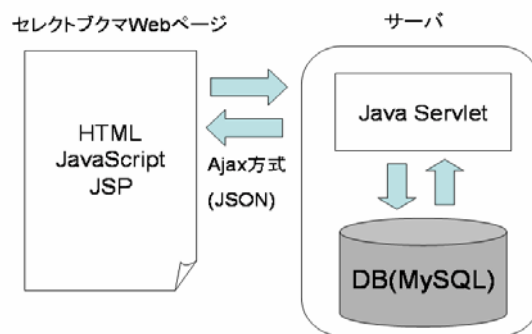 セレクトブクマWebページ
サーバ
HTML
JavaScript
JSP
Ajax方式
(JSON)
Java Servlet
DB(MySQL)